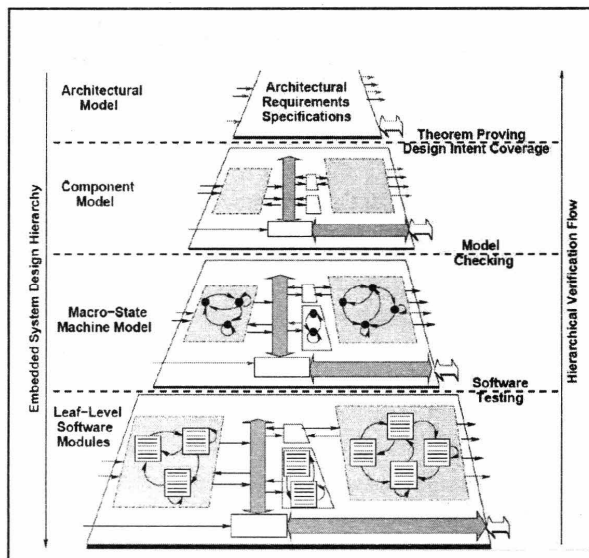 Architectural
Model
Architectural
Requirements
Specifications
Theorem Proving
Design Intent Coverage
Component
Model
Model
Checking
Macro-State
Machine Model
Software
Testing
Leaf-Level
Software
Modules
Embedded System Design Hierarchy
Hierarchical Verification Flow